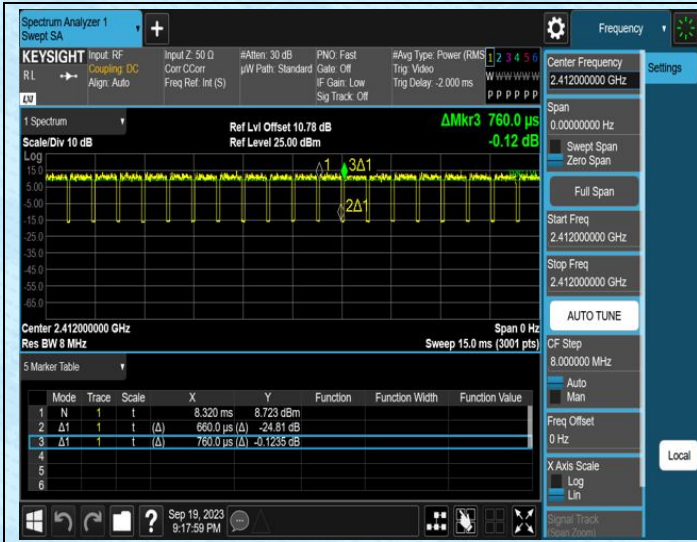 Spectrum Analyzer 1
Swept SA
+
Frequency
KEYSIGHT
Input: RF
Coupling: DC
Align: Auto
Input Z: 50 Ω
Corr CCorr
Freq Ref: Int (S)
#Atten: 30 dB
µW Path: Standard
PNO: Fast
Gate: Off
IF Gain: Low
Sig Track: Off
#Avg Type: Power (RMS
Trig: Video
Trig Delay: -2.000 ms
1 2 3 4 5 6
W W W W W W
P P P P P P
RL
LXI
1 Spectrum
Scale/Div 10 dB
Ref Lvl Offset 10.78 dB
Ref Level 25.00 dBm
ΔMkr3 760.0 µs
-0.12 dB
Log
15.0
5.00
-5.00
-15.0
-25.0
-35.0
-45.0
-55.0
-65.0
1
3Δ1
2Δ1
Center 2.412000000 GHz
Res BW 8 MHz
Span 0 Hz
Sweep 15.0 ms (3001 pts)
5 Marker Table
Mode Trace Scale X Y Function Function Width Function Value
1 N 1 t 8.320 ms 8.723 dBm
2 Δ1 1 t (Δ) 660.0 µs (Δ) -24.81 dB
3 Δ1 1 t (Δ) 760.0 µs (Δ) -0.1235 dB
4
5
6
?
Sep 19, 2023
9:17:59 PM
Center Frequency
2.412000000 GHz
Span
0.00000000 Hz
Swept Span
Zero Span
Full Span
Start Freq
2.412000000 GHz
Stop Freq
2.412000000 GHz
AUTO TUNE
CF Step
8.000000 MHz
Auto
Man
Freq Offset
0 Hz
X Axis Scale
Log
Lin
Signal Track
(Span Zoom)
Settings
Local